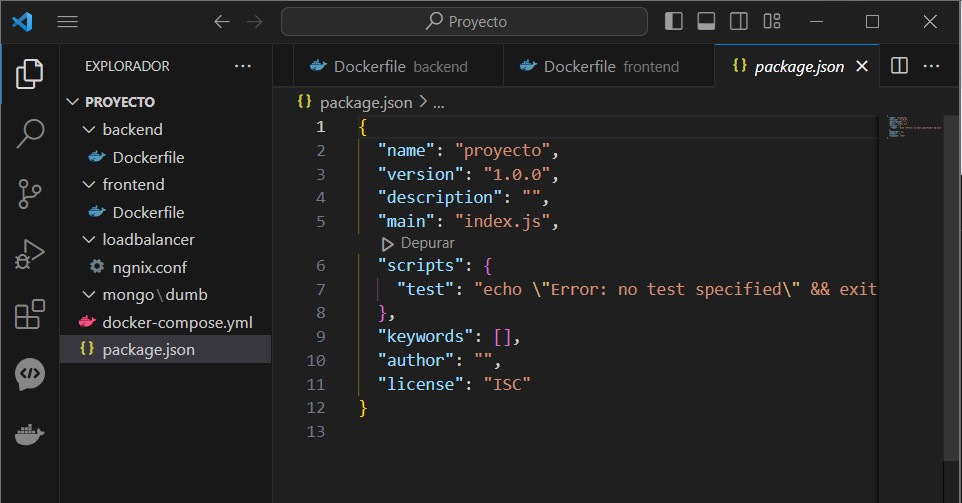 Proyecto
EXPLORADOR
PROYECTO
backend
Dockerfile
frontend
Dockerfile
loadbalancer
ngnix.conf
mongo\dumb
docker-compose.yml
{} package.json
Dockerfile backend
Dockerfile frontend
{} package.json
{} package.json > ...
1 {
2 "name": "proyecto",
3 "version": "1.0.0",
4 "description": "",
5 "main": "index.js",
Depurar
6 "scripts": {
7 "test": "echo \"Error: no test specified\" && exit
8 },
9 "keywords": [],
10 "author": "",
11 "license": "ISC"
12 }
13